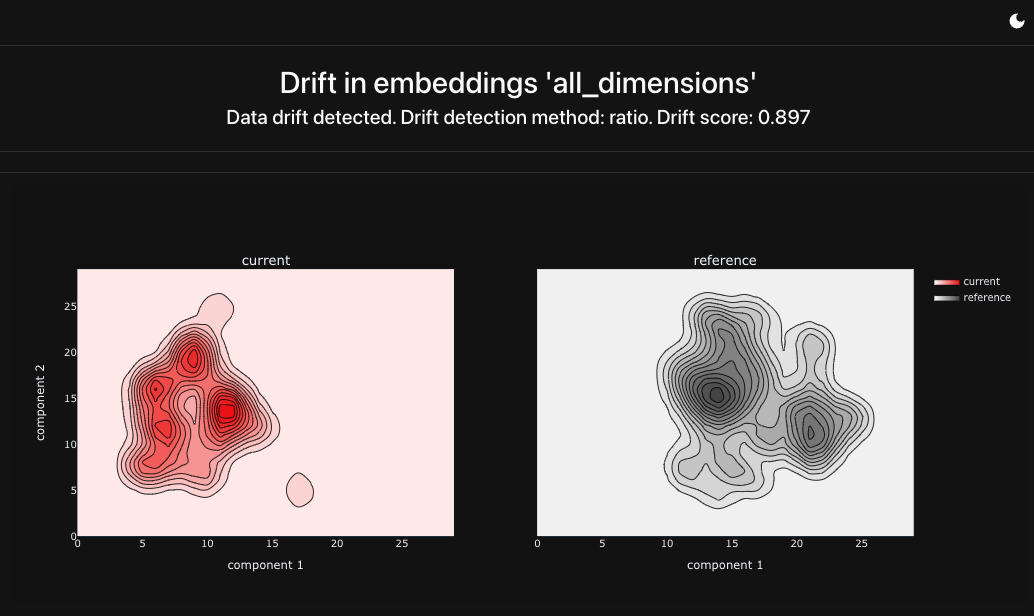 Drift in embeddings 'all_dimensions'
Data drift detected. Drift detection method: ratio. Drift score: 0.897
current
reference
current
reference
25
20
15
10
5
0
component 2
0 5 10 15 20 25
0 5 10 15 20 25
component 1
component 1